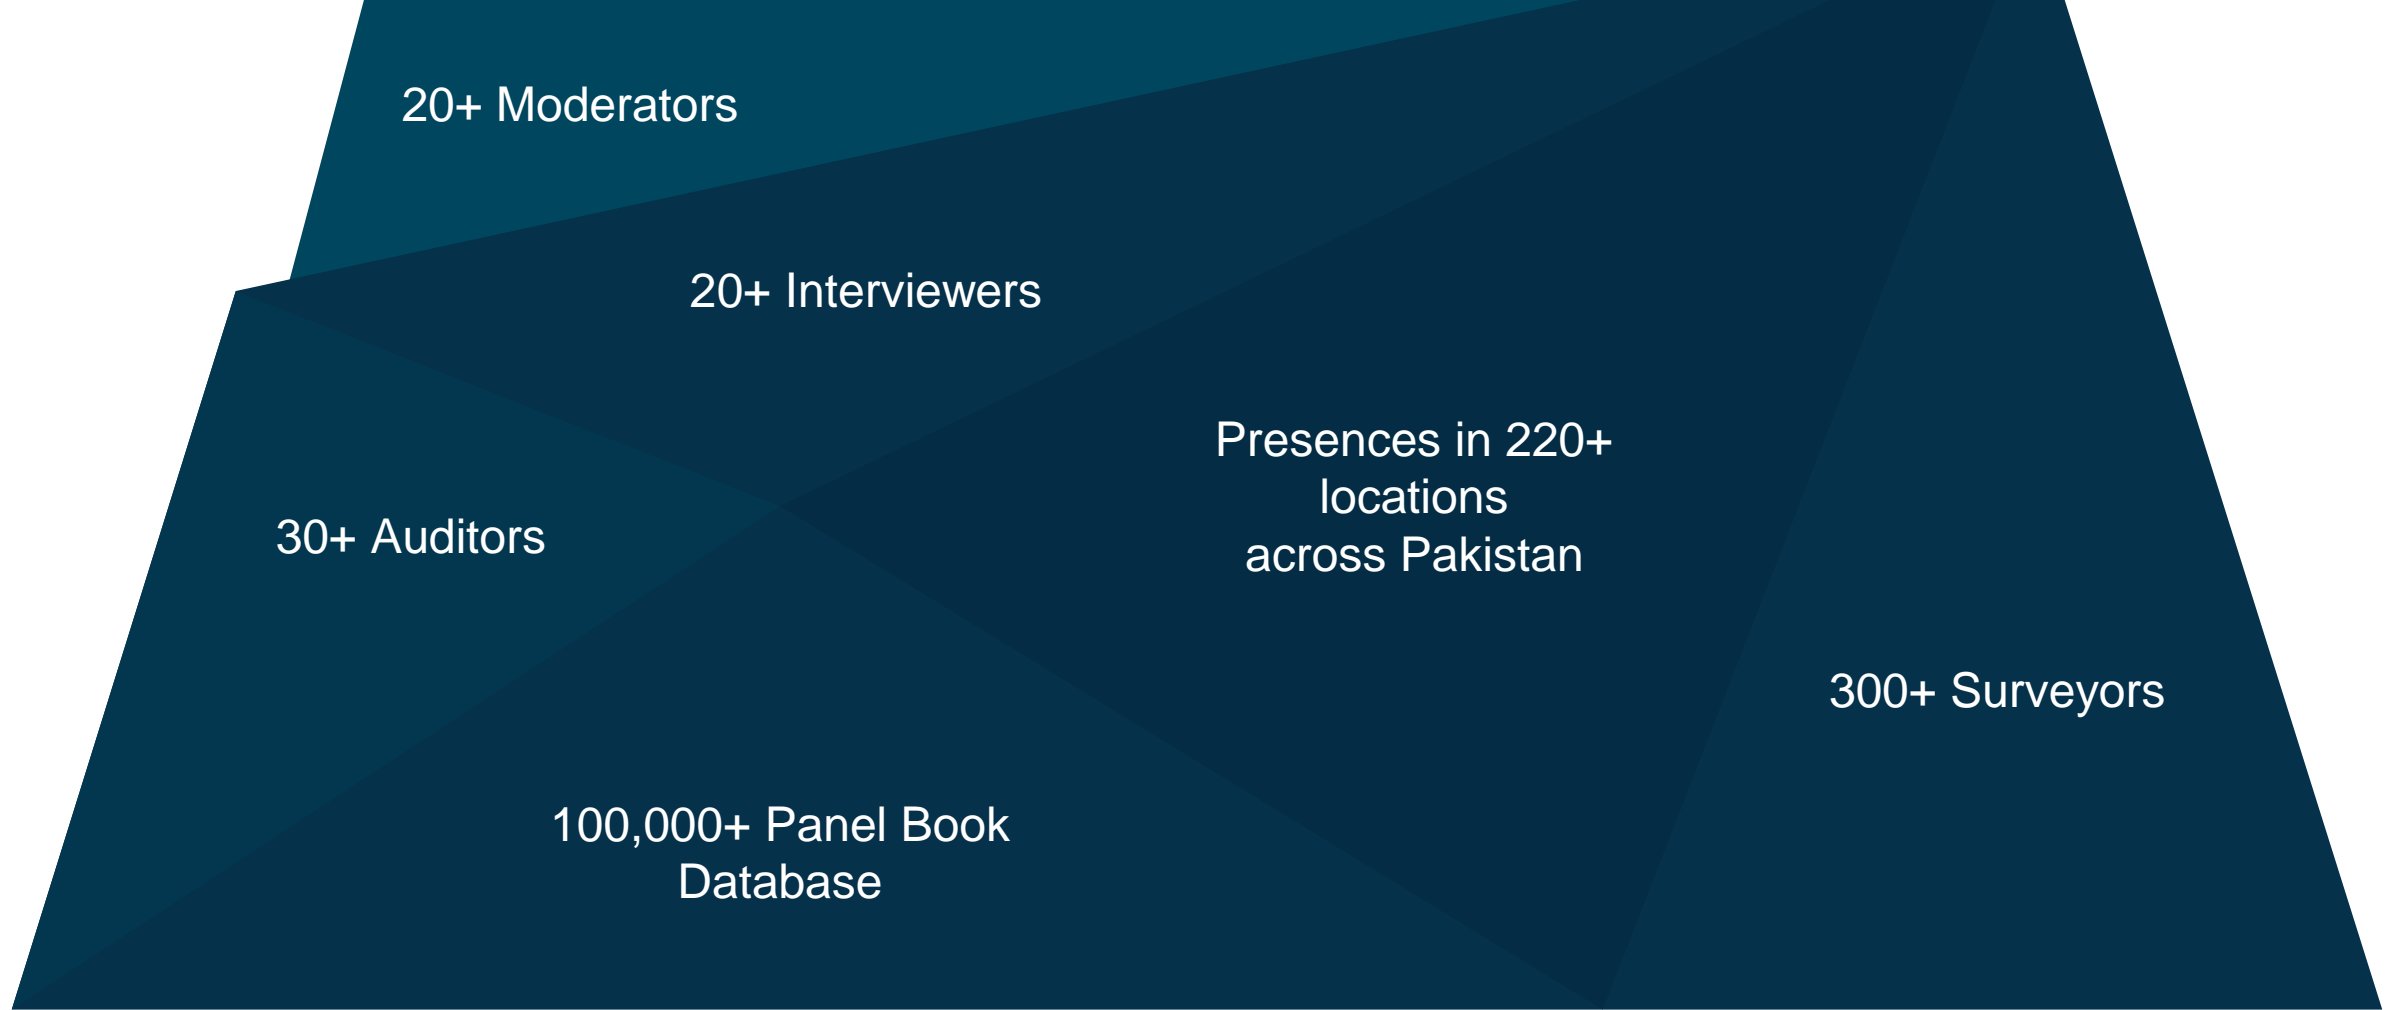 20+ Moderators
20+ Interviewers
Presences in 220+
locations
across Pakistan
30+ Auditors
300+ Surveyors
100,000+ Panel Book
Database